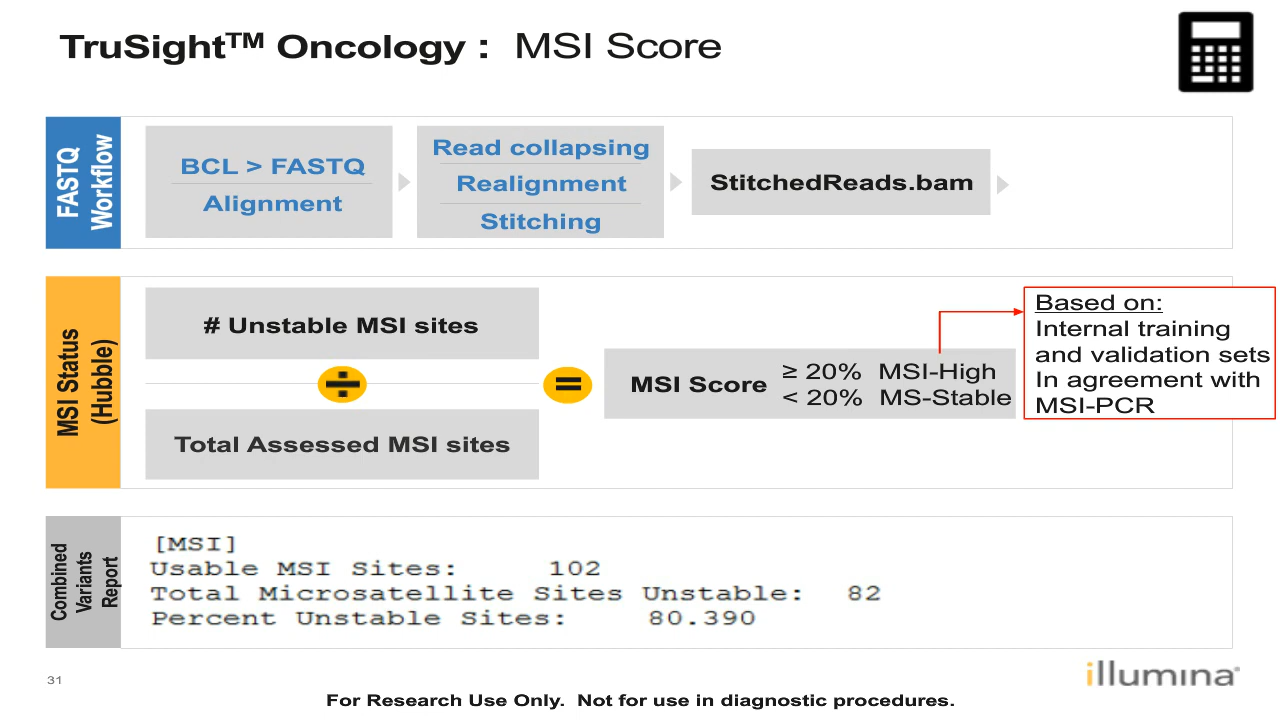 TruSight™ Oncology : MSI Score
FASTQ
Workflow
BCL > FASTQ
Alignment
Read collapsing
Realignment
Stitching
StitchedReads.bam
MSI Status
(Hubble)
# Unstable MSI sites
÷
Total Assessed MSI sites
=
MSI Score
≥ 20% MSI-High
< 20% MS-Stable
Based on:
Internal training
and validation sets
In agreement with
MSI-PCR
Combined
Variants
Report
[MSI]
Usable MSI Sites: 102
Total Microsatellite Sites Unstable: 82
Percent Unstable Sites: 80.390
31
illumina®
For Research Use Only. Not for use in diagnostic procedures.